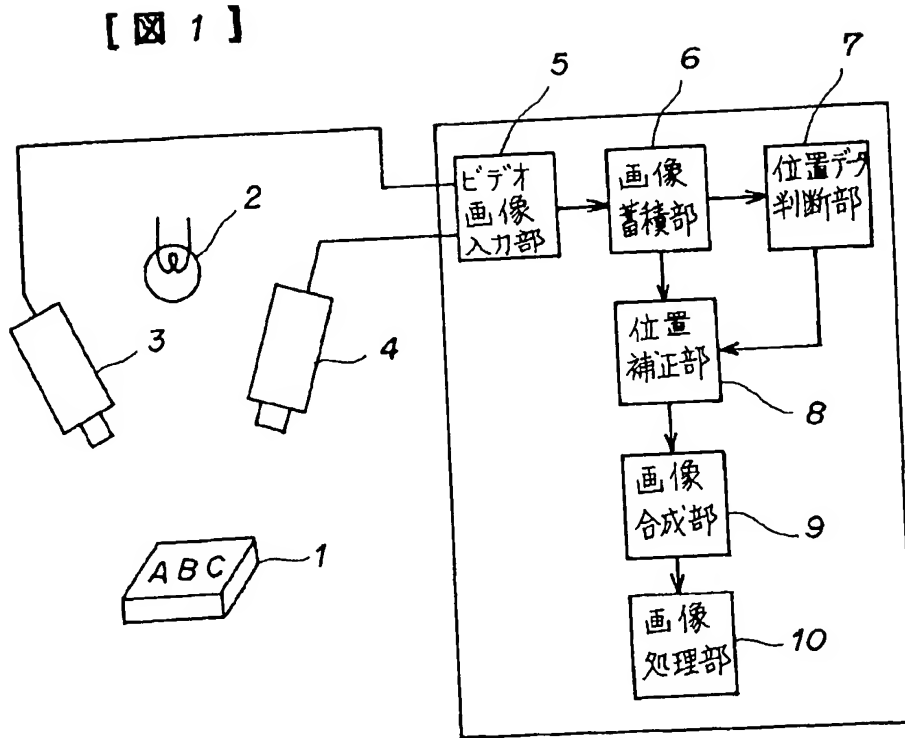 [図 1]
5
6
7
ビデオ
画像
入力部
画像
蓄積部
位置データ
判断部
2
3
4
位置
補正部
8
画像
合成部
9
ABC
1
画像
処理部
10